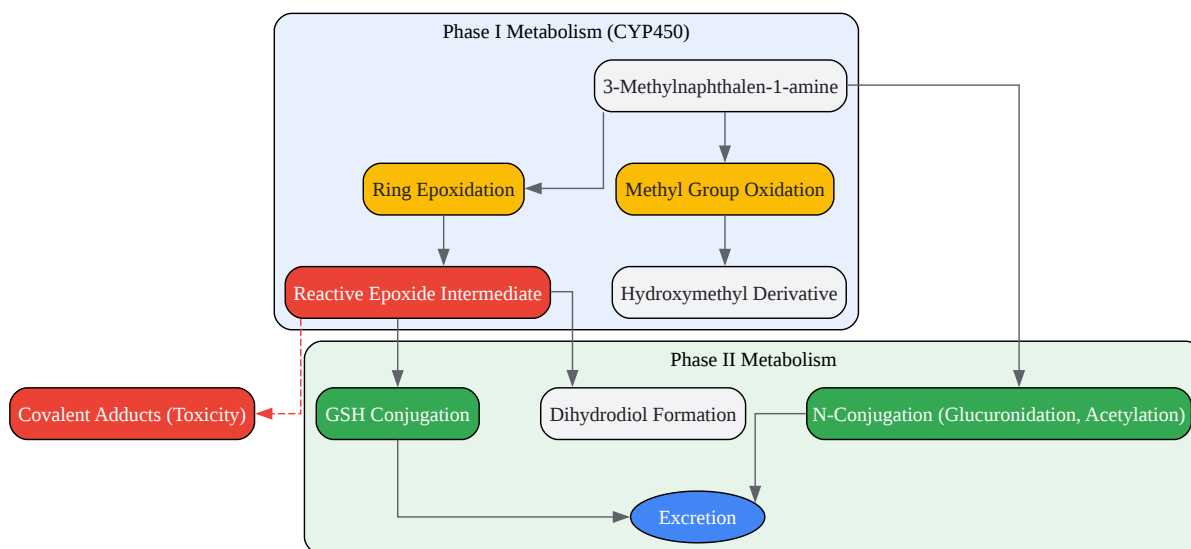 Phase I Metabolism (CYP450)
3-Methylnaphthalen-1-amine
Ring Epoxidation
Methyl Group Oxidation
Reactive Epoxide Intermediate
Hydroxymethyl Derivative
Phase II Metabolism
Covalent Adducts (Toxicity)
GSH Conjugation
Dihydrodiol Formation
N-Conjugation (Glucuronidation, Acetylation)
Excretion